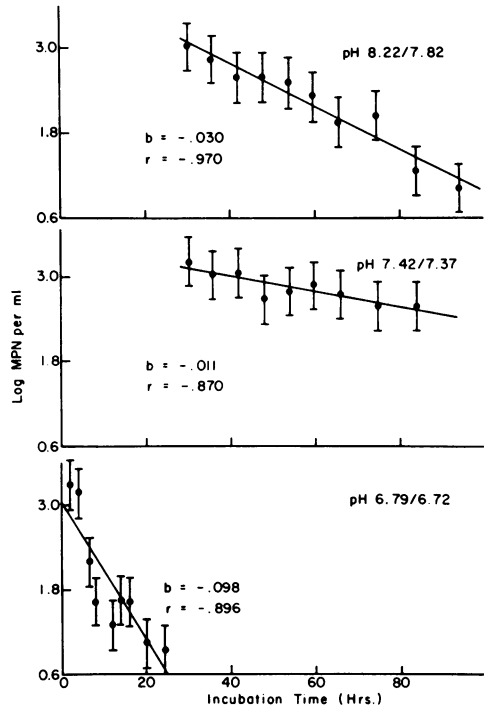 3.0
pH 8.22/7.82
1.8
b = -.030
r = -.970
0.6
3.0
pH 7.42/7.37
Log MPN per ml
1.8
b = -.011
r = -.870
0.6
3.0
pH 6.79/6.72
1.8
b = -.098
r = -.896
0.6
0 20 40 60 80
Incubation Time (Hrs.)